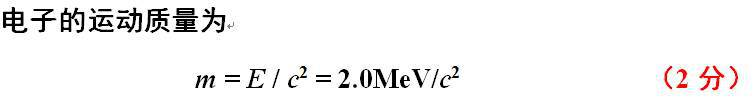 电子的运动质量为
m = E / c² = 2.0MeV/c² （2 分）